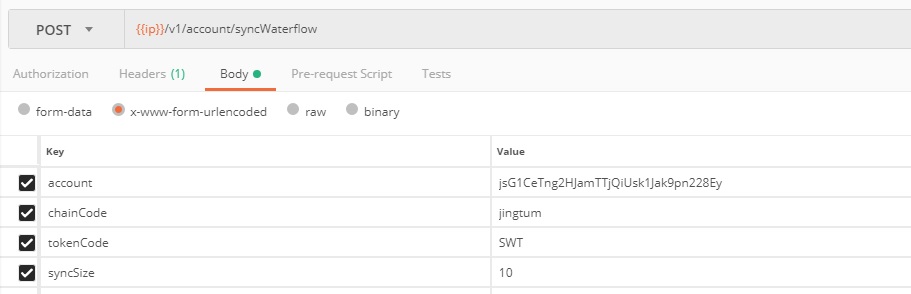 POST {{ip}}/v1/account/syncWaterflow
Authorization Headers (1) Body Pre-request Script Tests
form-data x-www-form-urlencoded raw binary
Key Value
account jsG1CeTng2HJamTTjQiUsk1Jak9pn228Ey
chainCode jingtum
tokenCode SWT
syncSize 10